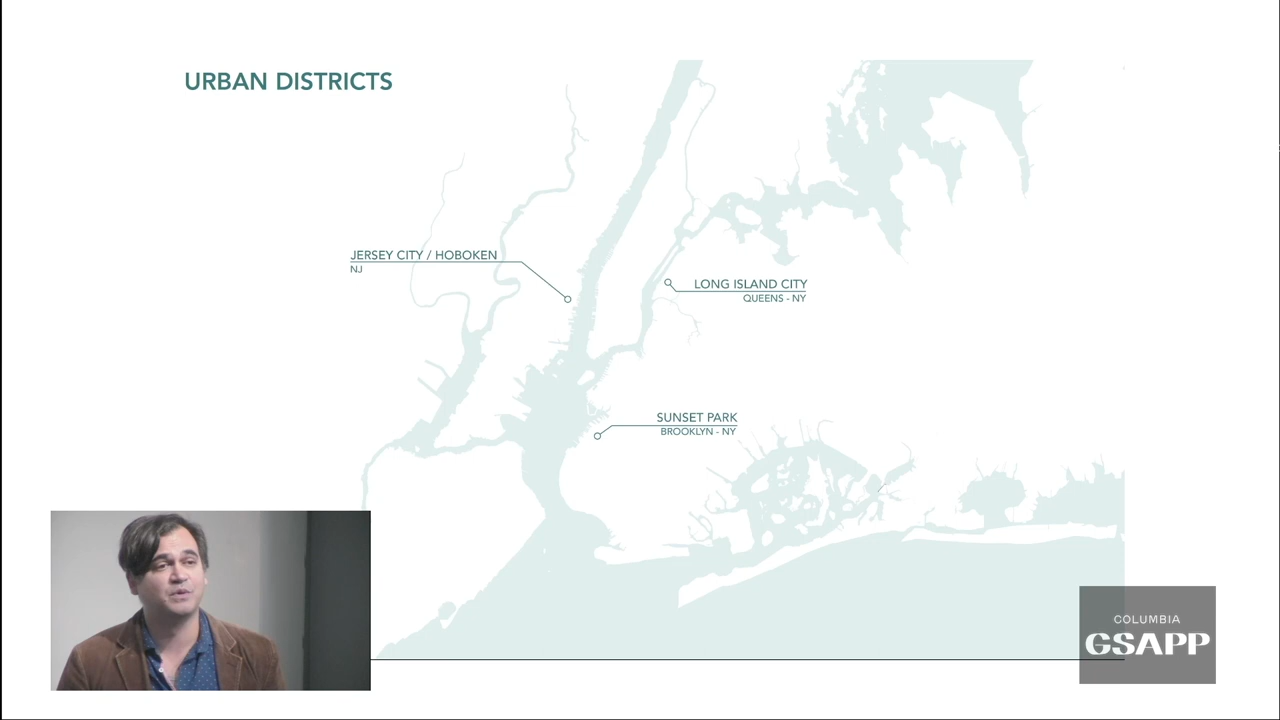 URBAN DISTRICTS
JERSEY CITY / HOBOKEN
NJ
LONG ISLAND CITY
QUEENS - NY
SUNSET PARK
BROOKLYN - NY
COLUMBIA
GSAPP